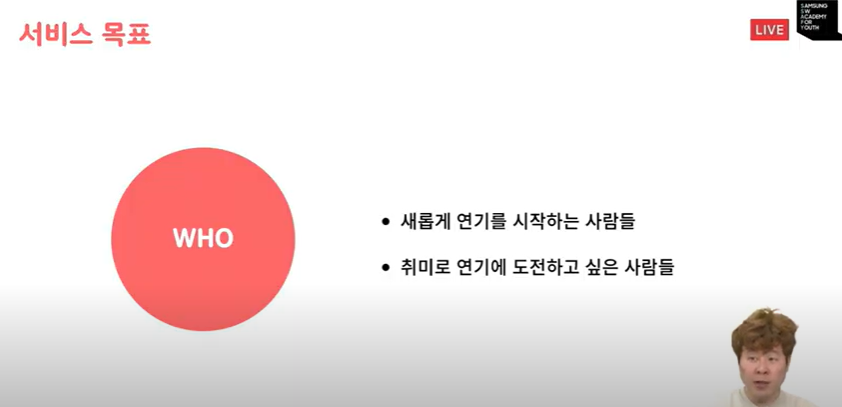 서비스 목표
LIVE
SAMSUNG
SW
ACADEMY
FOR
YOUTH
WHO
• 새롭게 연기를 시작하는 사람들
• 취미로 연기에 도전하고 싶은 사람들